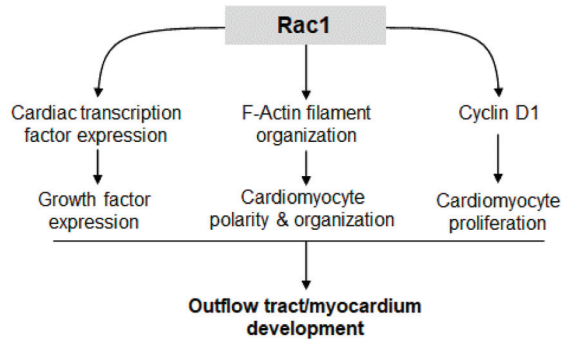 Rac1
Cardiac transcription
factor expression
F-Actin filament
organization
Cyclin D1
Growth factor
expression
Cardiomyocyte
polarity & organization
Cardiomyocyte
proliferation
Outflow tract/myocardium
development